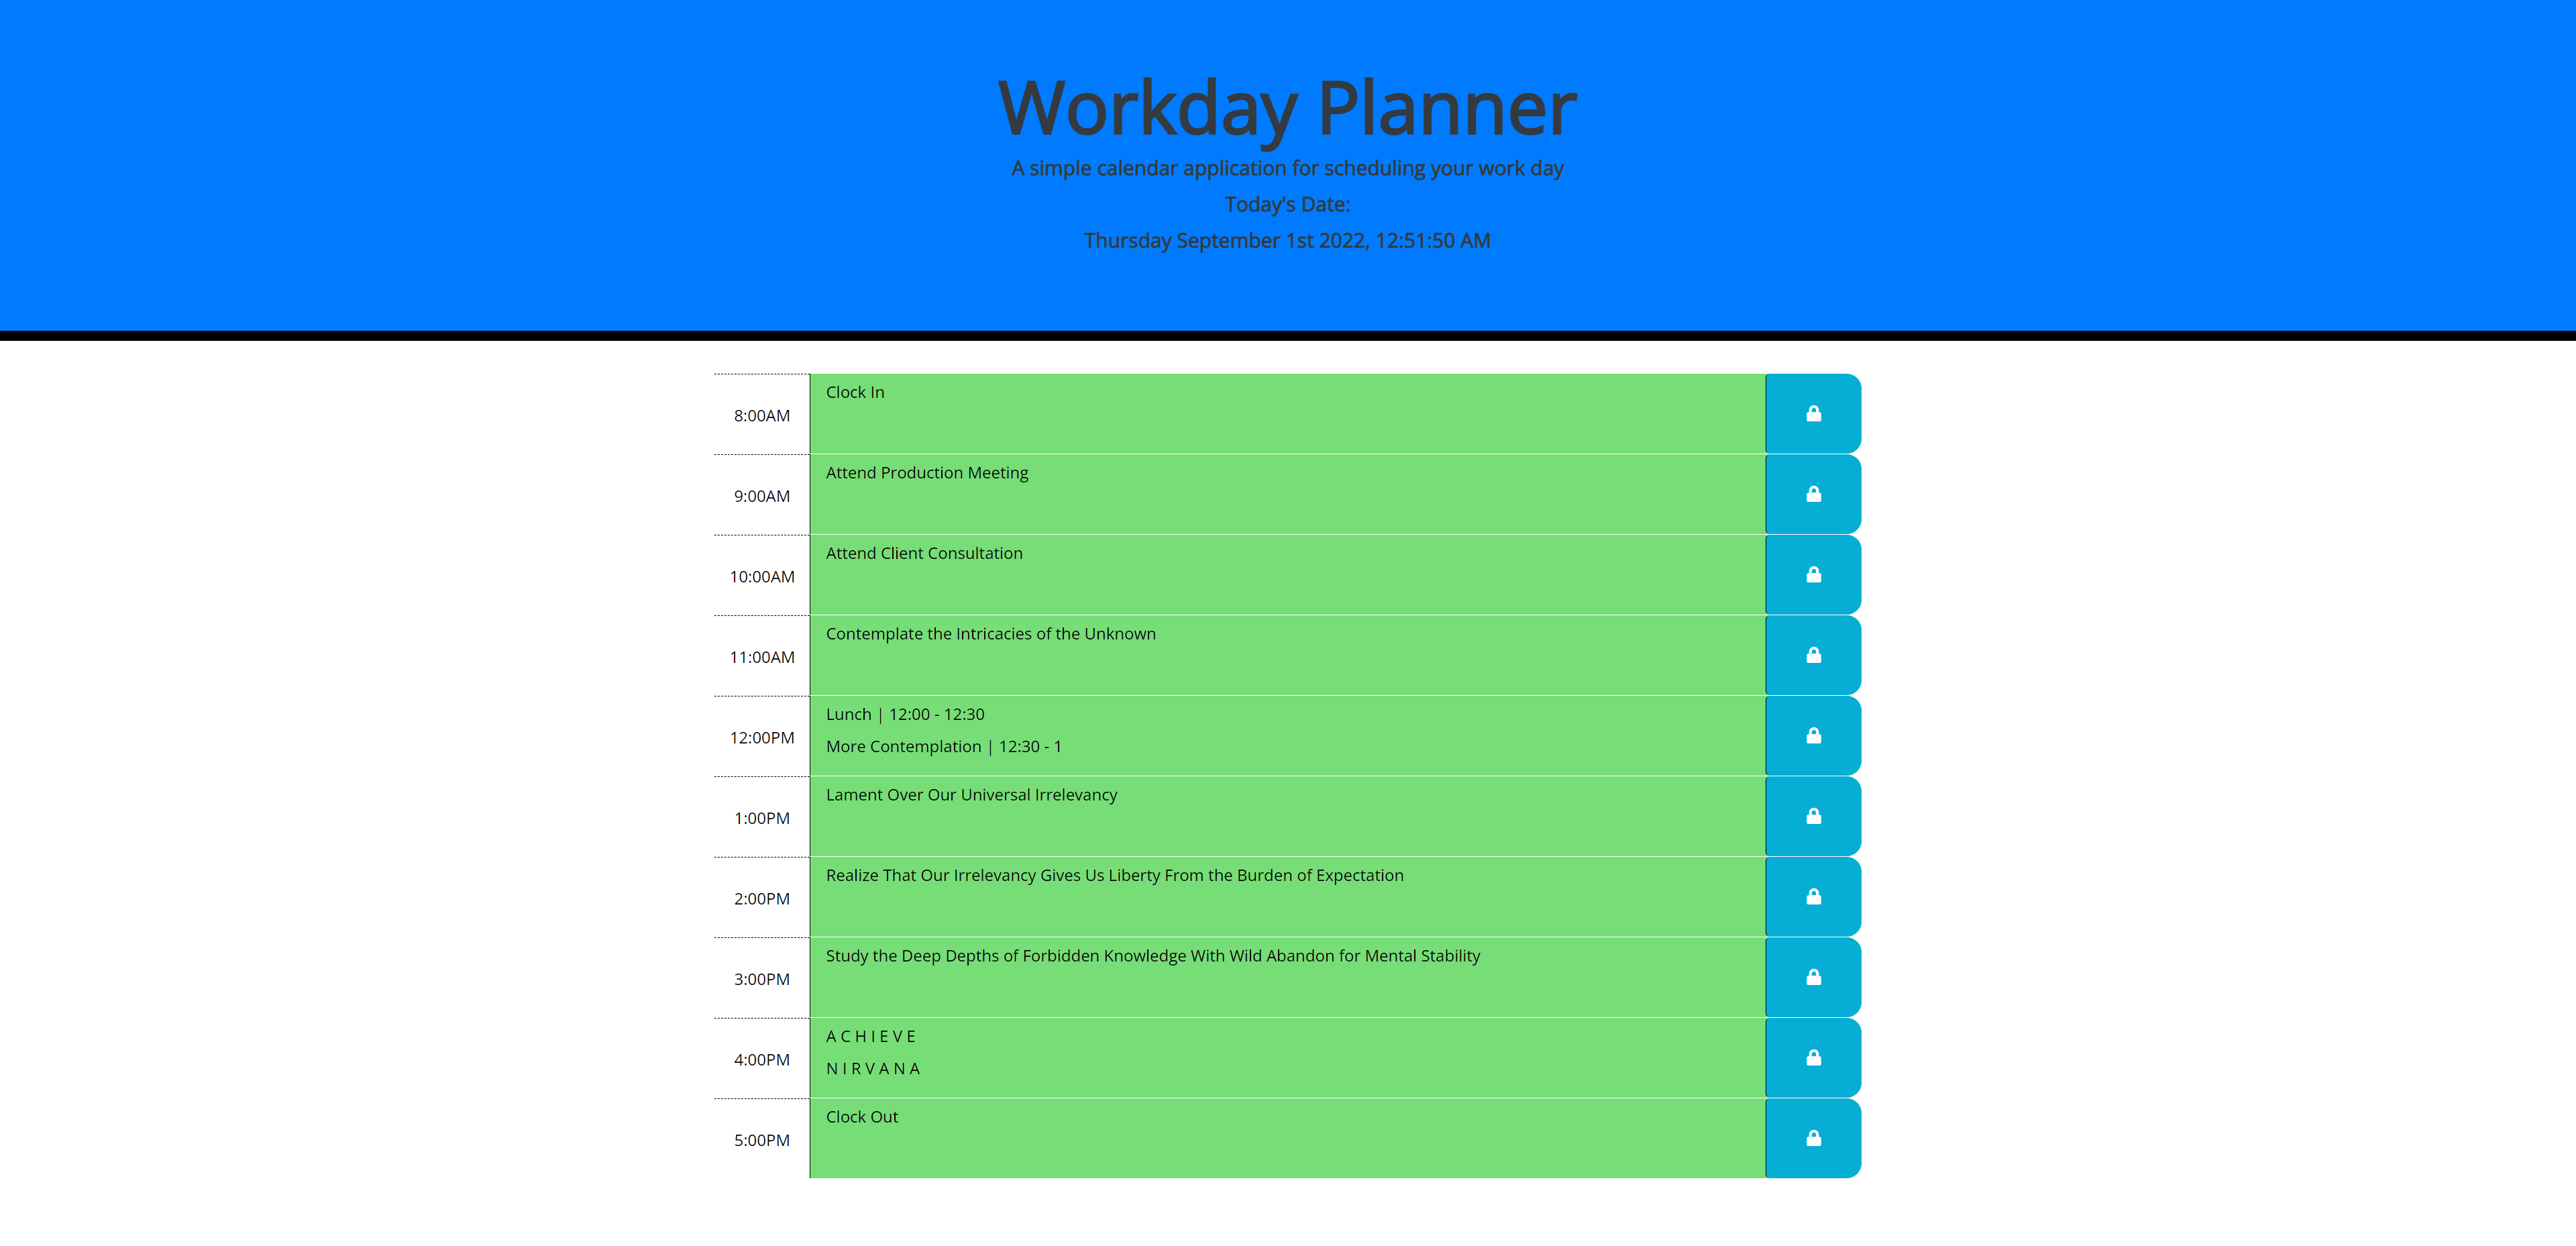 Workday Planner
A simple calendar application for scheduling your work day
Today's Date:
Thursday September 1st 2022, 12:51:50 AM
8:00AM
Clock In
9:00AM
Attend Production Meeting
10:00AM
Attend Client Consultation
11:00AM
Contemplate the Intricacies of the Unknown
12:00PM
Lunch | 12:00 - 12:30
More Contemplation | 12:30 - 1
1:00PM
Lament Over Our Universal Irrelevancy
2:00PM
Realize That Our Irrelevancy Gives Us Liberty From the Burden of Expectation
3:00PM
Study the Deep Depths of Forbidden Knowledge With Wild Abandon for Mental Stability
4:00PM
A C H I E V E
N I R V A N A
5:00PM
Clock Out